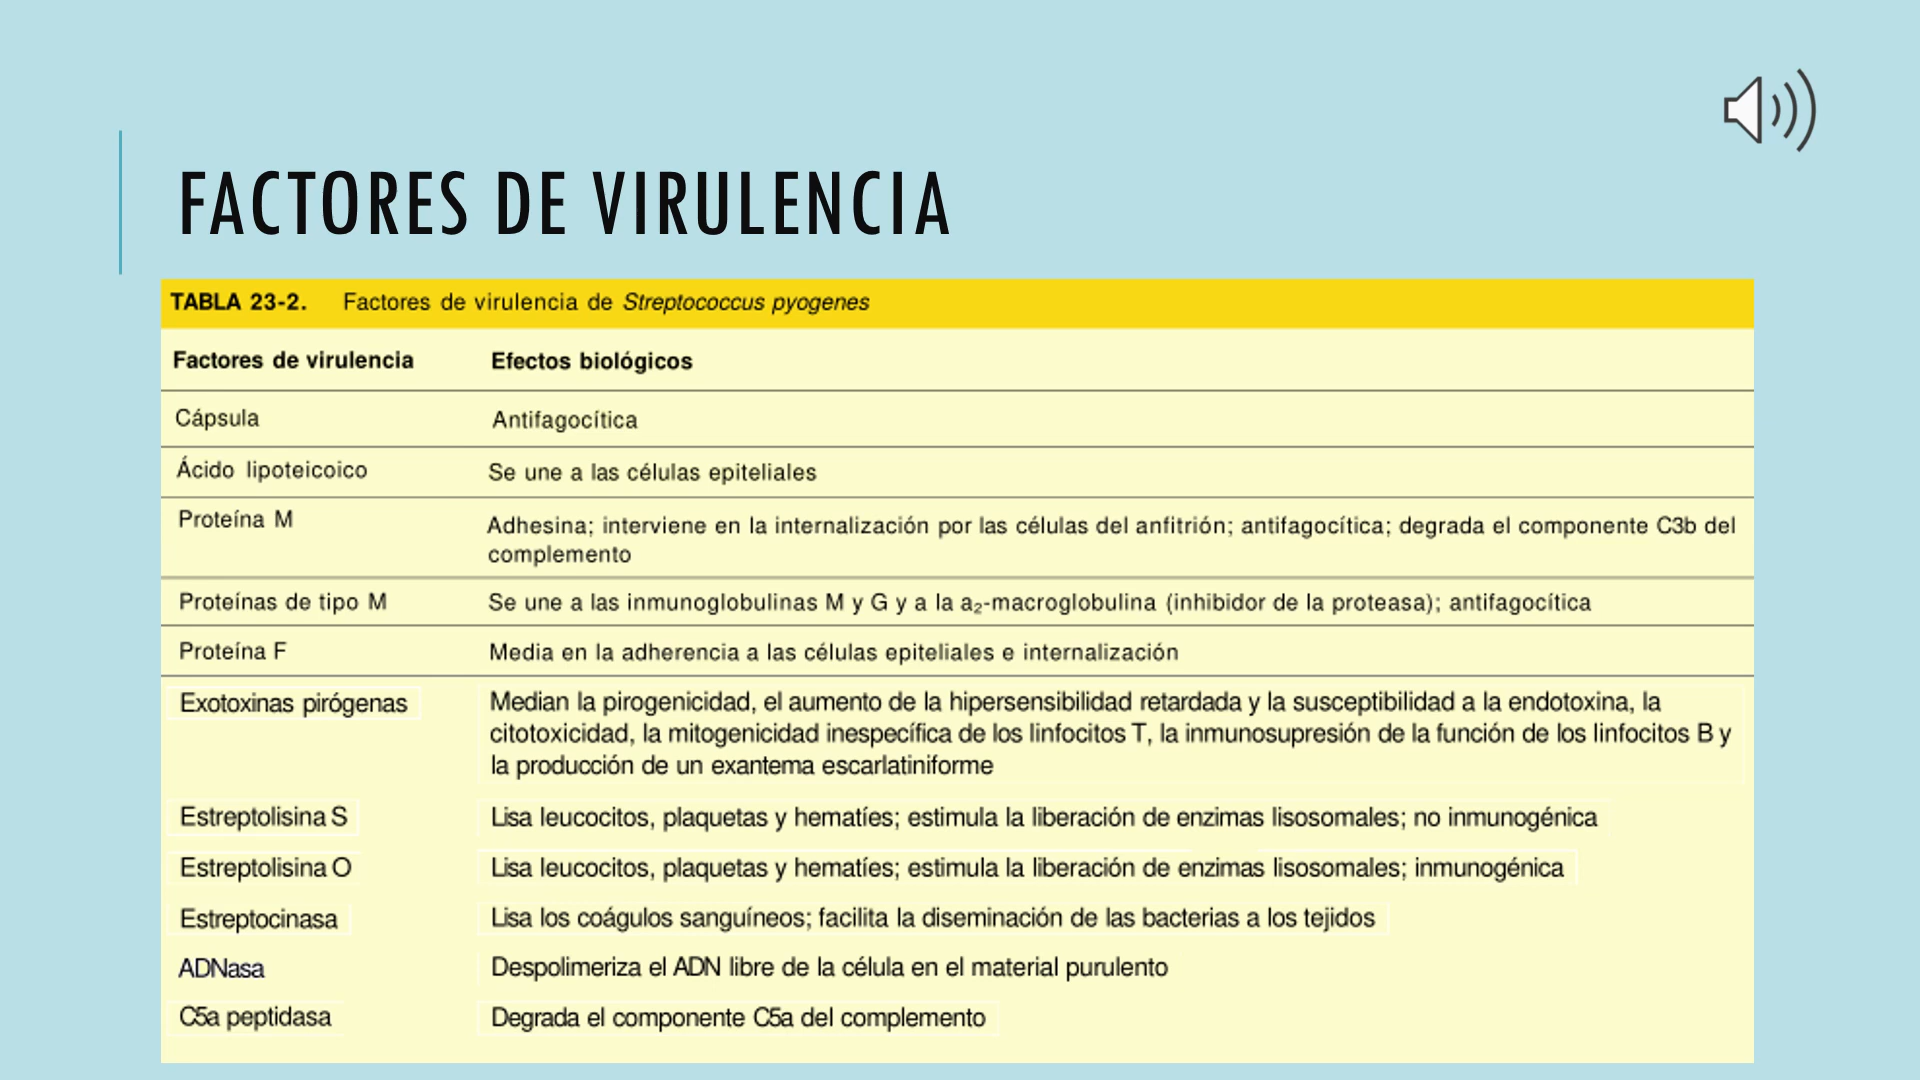 FACTORES DE VIRULENCIA
TABLA 23-2. Factores de virulencia de Streptococcus pyogenes
Factores de virulencia Efectos biológicos
Cápsula Antifagocítica
Ácido lipoteicoico Se une a las células epiteliales
Proteína M Adhesina; interviene en la internalización por las células del anfitrión; antifagocítica; degrada el componente C3b del
complemento
Proteínas de tipo M Se une a las inmunoglobulinas M y G y a la a₂-macroglobulina (inhibidor de la proteasa); antifagocítica
Proteína F Media en la adherencia a las células epiteliales e internalización
Exotoxinas pirógenas Median la pirogenicidad, el aumento de la hipersensibilidad retardada y la susceptibilidad a la endotoxina, la
citotoxicidad, la mitogenicidad inespecífica de los linfocitos T, la inmunosupresión de la función de los linfocitos B y
la producción de un exantema escarlatiniforme
Estreptolisina S Lisa leucocitos, plaquetas y hematíes; estimula la liberación de enzimas lisosomales; no inmunogénica
Estreptolisina O Lisa leucocitos, plaquetas y hematíes; estimula la liberación de enzimas lisosomales; inmunogénica
Estreptocinasa Lisa los coágulos sanguíneos; facilita la diseminación de las bacterias a los tejidos
ADNasa Despolimeriza el ADN libre de la célula en el material purulento
C5a peptidasa Degrada el componente C5a del complemento